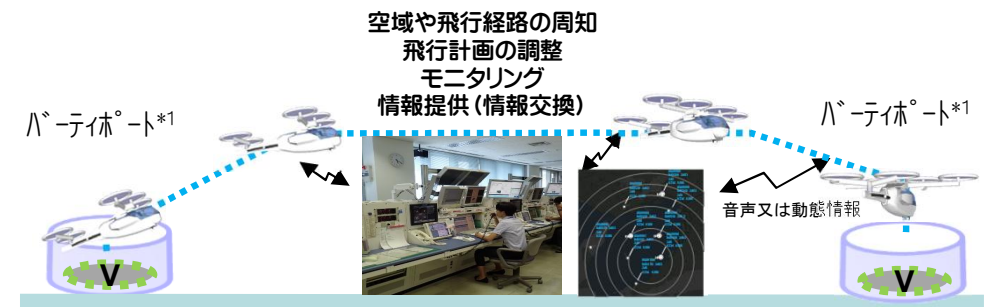 空域や飛行経路の周知
飛行計画の調整
モニタリング
情報提供(情報交換)
バーティポート*1
バーティポート*1
音声又は動態情報
V
V